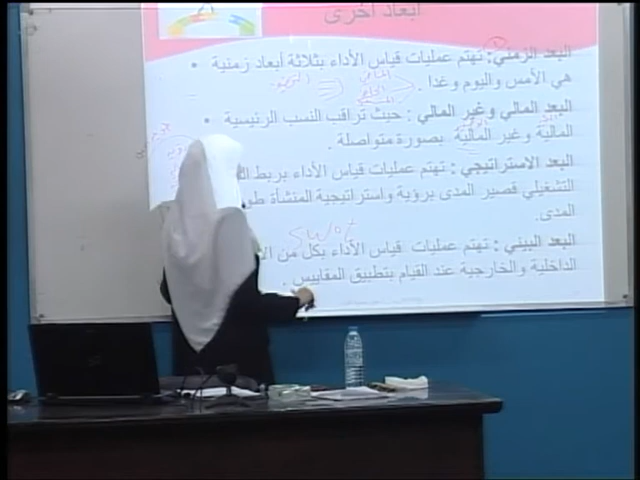 أبعاد أخرى
البعد الزمني: تهتم عمليات قياس الأداء بثلاثة أبعاد زمنية
هي الأمس واليوم وغدا .
البعد المالي وغير المالي : حيث تراقب النسب الرئيسية
المالية وغير المالية بصورة متواصلة .
البعد الاستراتيجي : تهتم عمليات قياس الأداء بربط
التشغيلي قصير المدى برؤية واستراتيجية المنشأة
المدى.
SWOT
البعد البيئي : تهتم عمليات قياس الأداء بكل من
الداخلية والخارجية عند القيام بتطبيق المقاييس .